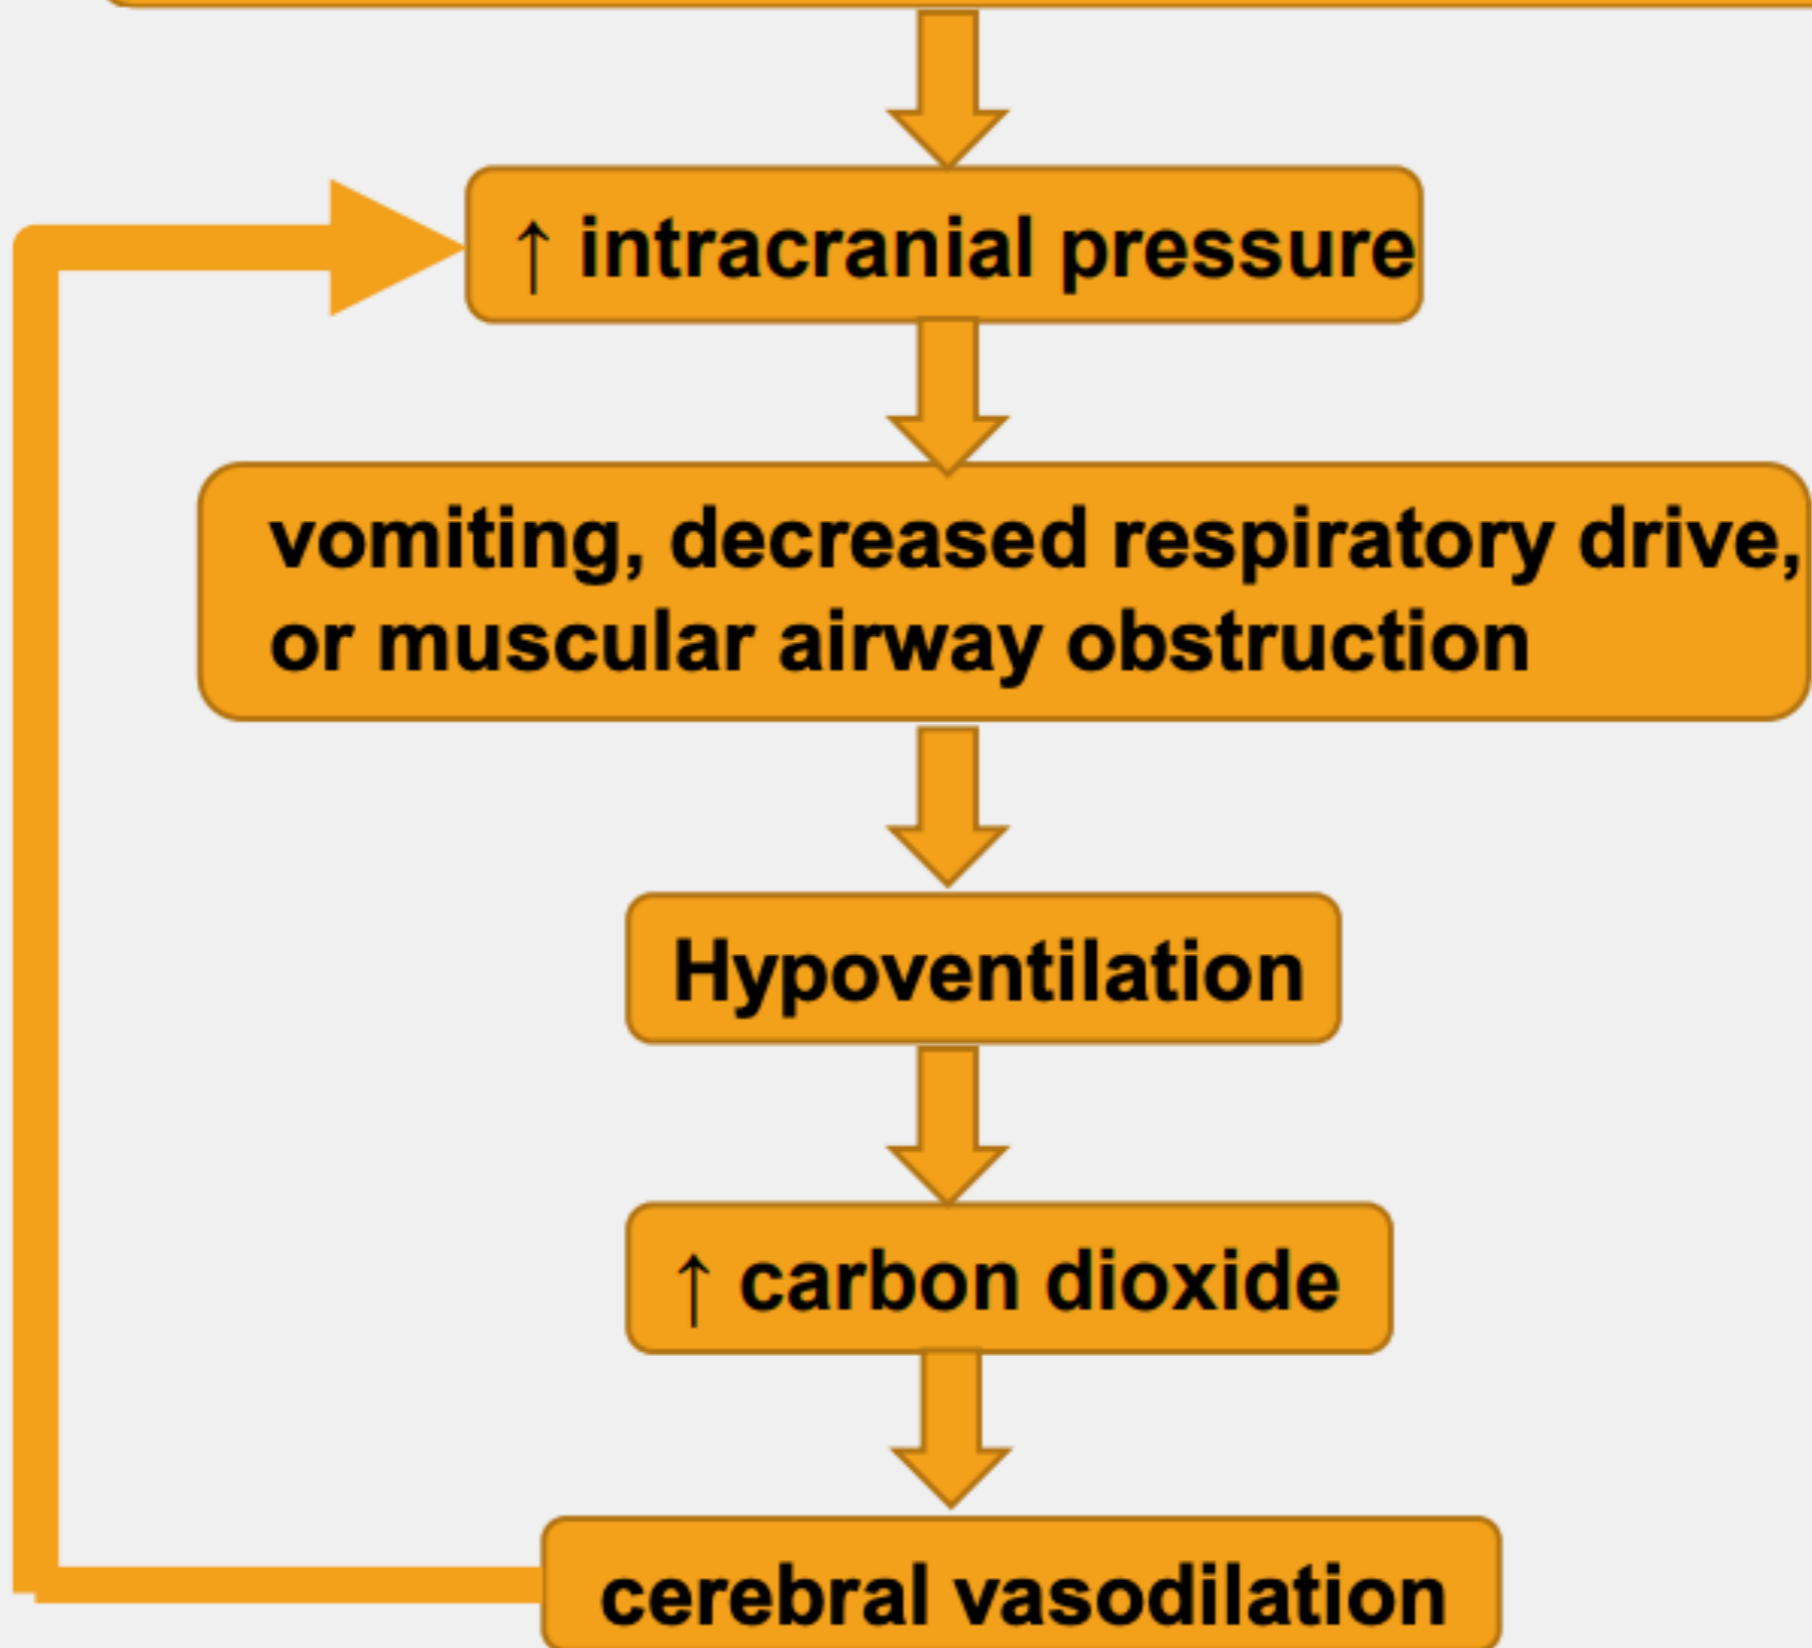 ↑ intracranial pressure
vomiting, decreased respiratory drive,
or muscular airway obstruction
Hypoventilation
↑ carbon dioxide
cerebral vasodilation